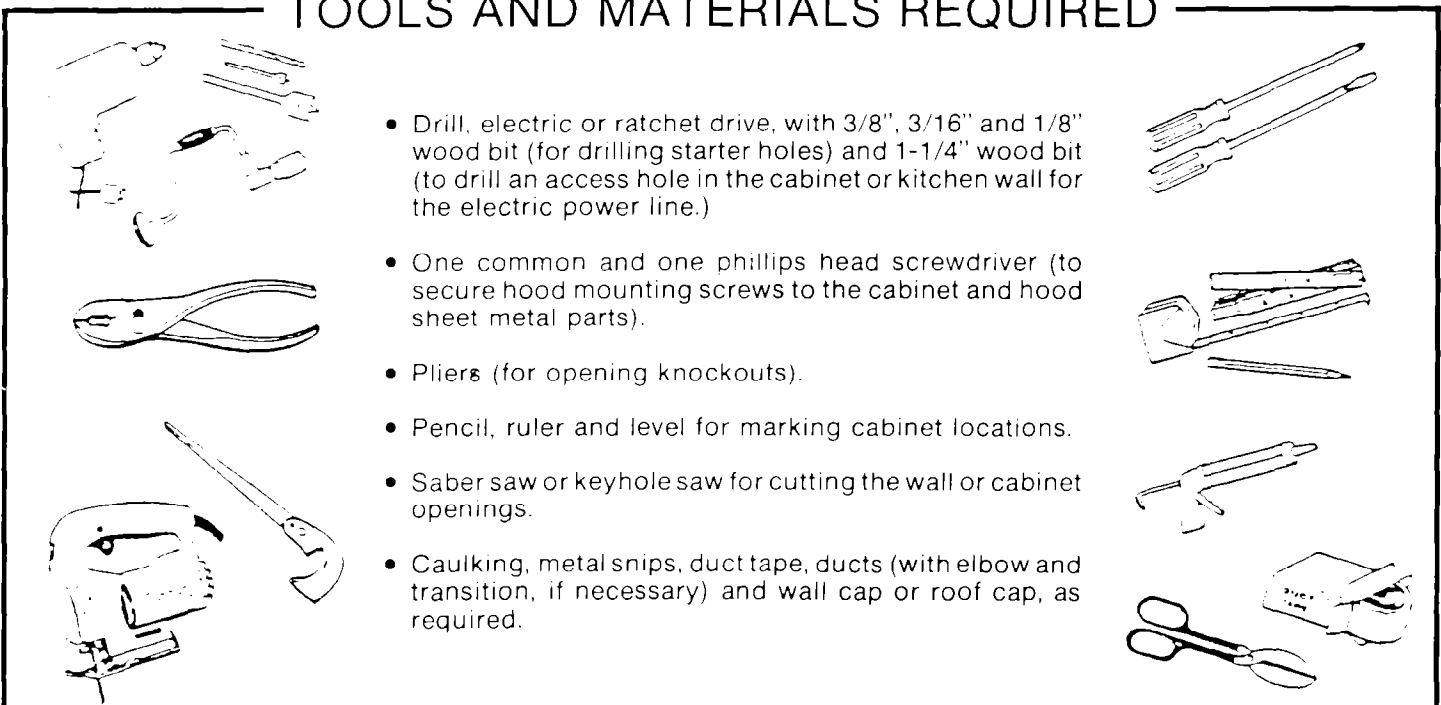 TOOLS AND MATERIALS REQUIRED
• Drill, electric or ratchet drive, with 3/8", 3/16" and 1/8"
wood bit (for drilling starter holes) and 1-1/4" wood bit
(to drill an access hole in the cabinet or kitchen wall for
the electric power line.)
• One common and one phillips head screwdriver (to
secure hood mounting screws to the cabinet and hood
sheet metal parts).
• Pliers (for opening knockouts).
• Pencil, ruler and level for marking cabinet locations.
• Saber saw or keyhole saw for cutting the wall or cabinet
openings.
• Caulking, metal snips, duct tape, ducts (with elbow and
transition, if necessary) and wall cap or roof cap, as
required.